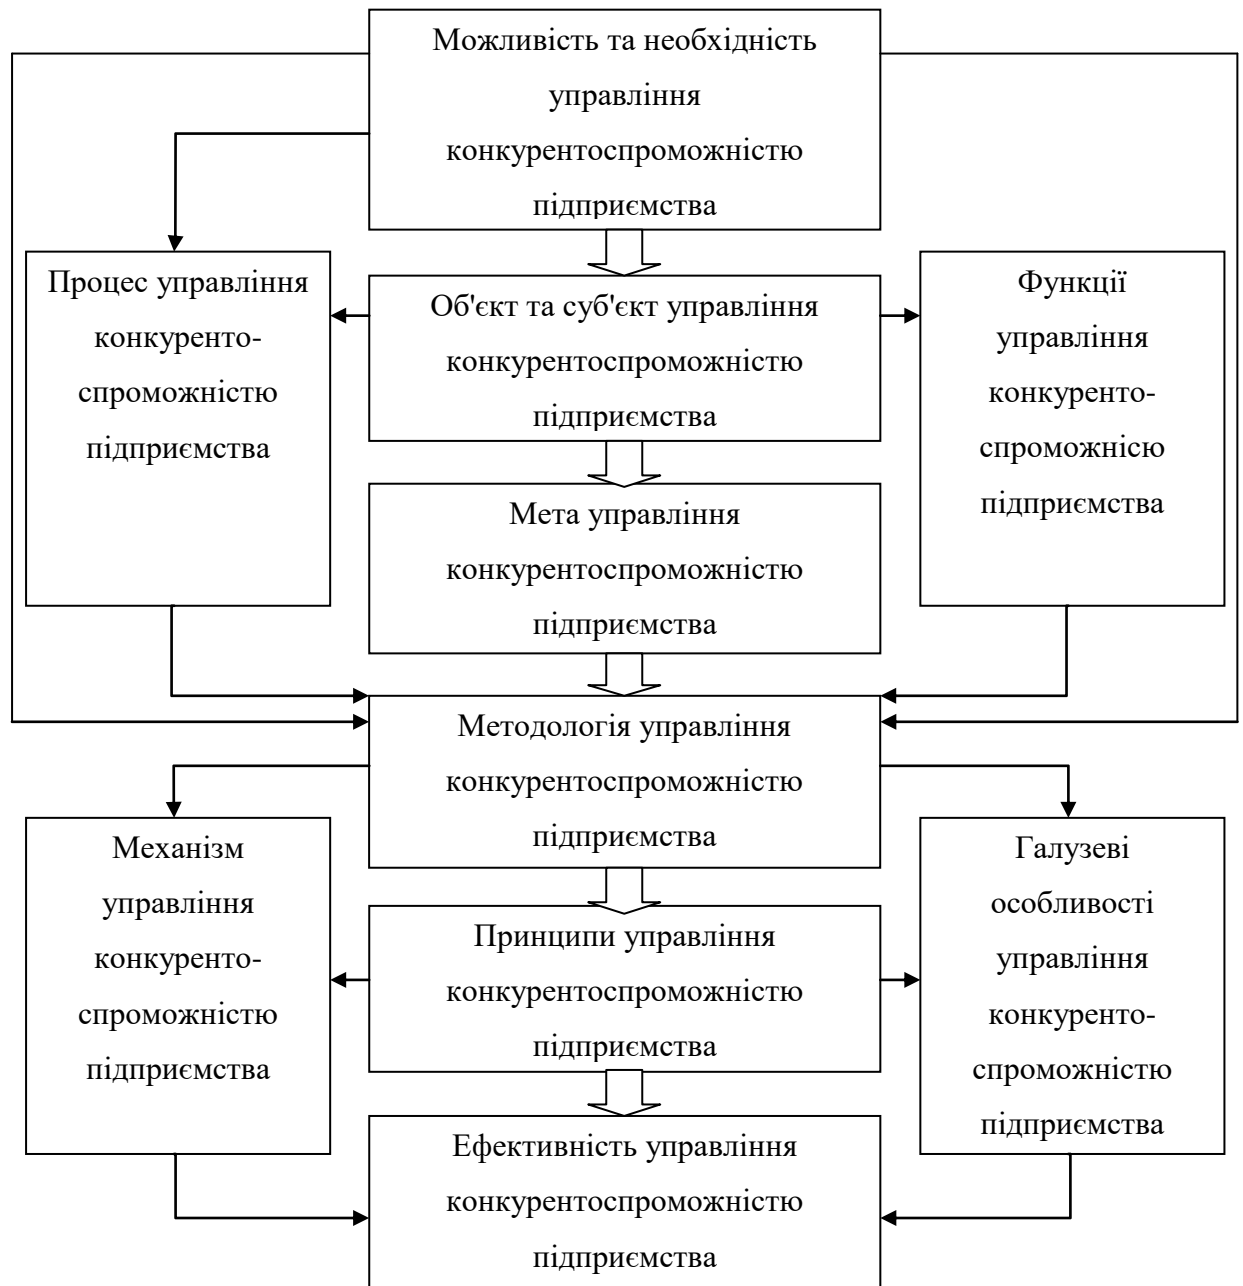 Можливість та необхідність
управління
конкурентоспроможністю
підприємства
Процес управління
конкуренто-
спроможністю
підприємства
Об'єкт та суб'єкт управління
конкурентоспроможністю
підприємства
Функції
управління
конкуренто-
спроможнісю
підприємства
Мета управління
конкурентоспроможністю
підприємства
Методологія управління
конкурентоспроможністю
підприємства
Механізм
управління
конкуренто-
спроможністю
підприємства
Принципи управління
конкурентоспроможністю
підприємства
Галузеві
особливості
управління
конкуренто-
спроможністю
підприємства
Ефективність управління
конкурентоспроможністю
підприємства